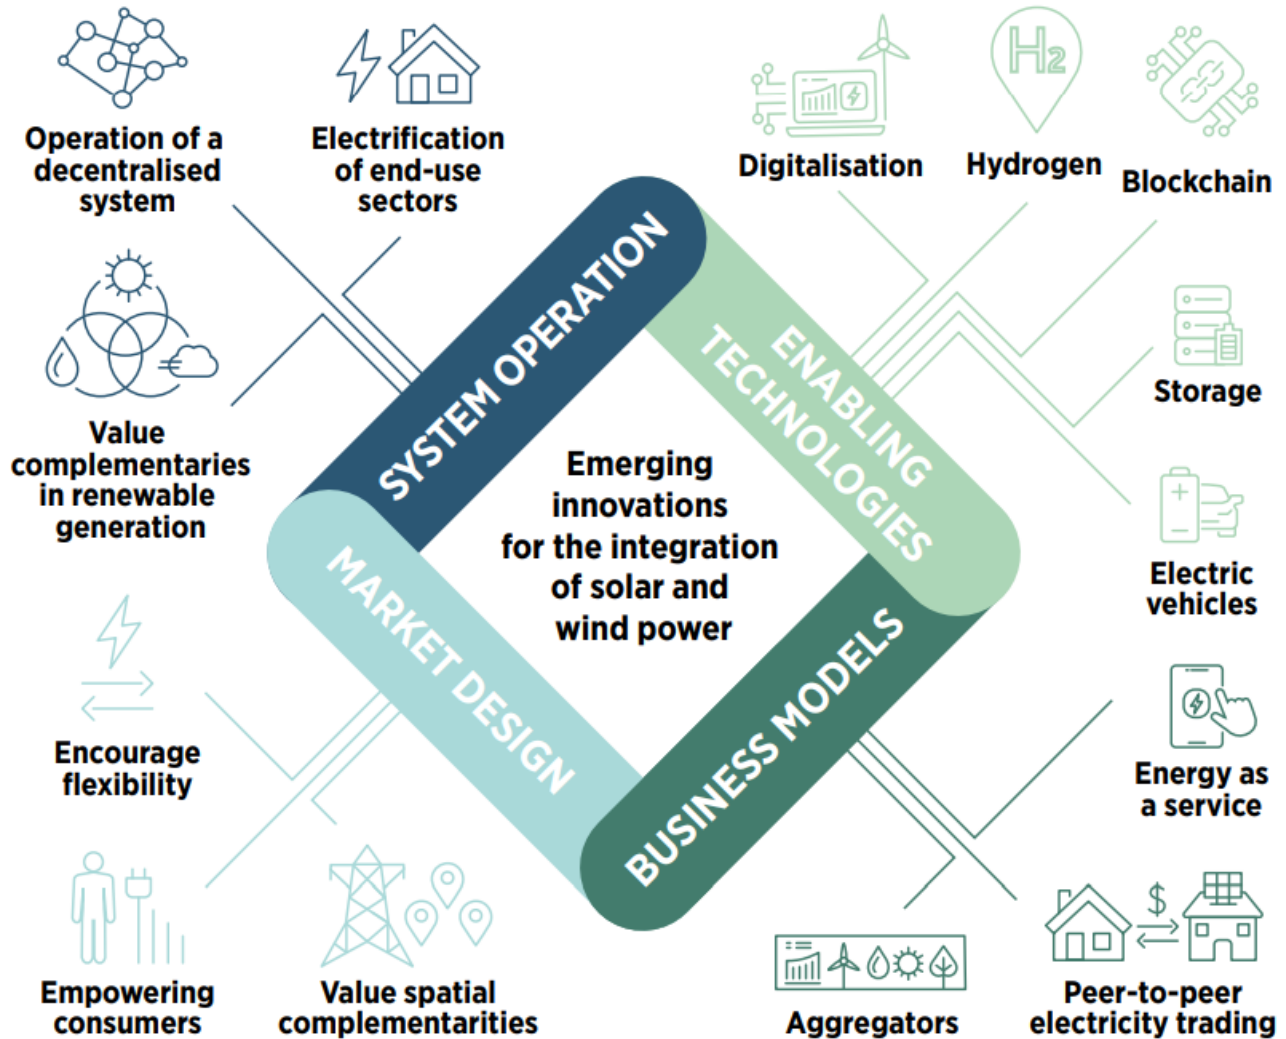 Operation of a
decentralised
system
Electrification
of end-use
sectors
Digitalisation
H2
Hydrogen
Blockchain
Value
complementaries
in renewable
generation
SYSTEM OPERATION
ENABLING
TECHNOLOGIES
Storage
Emerging
innovations
for the integration
of solar and
wind power
Electric
vehicles
MARKET DESIGN
BUSINESS MODELS
Encourage
flexibility
Energy as
a service
Empowering
consumers
Value spatial
complementarities
Aggregators
$
Peer-to-peer
electricity trading